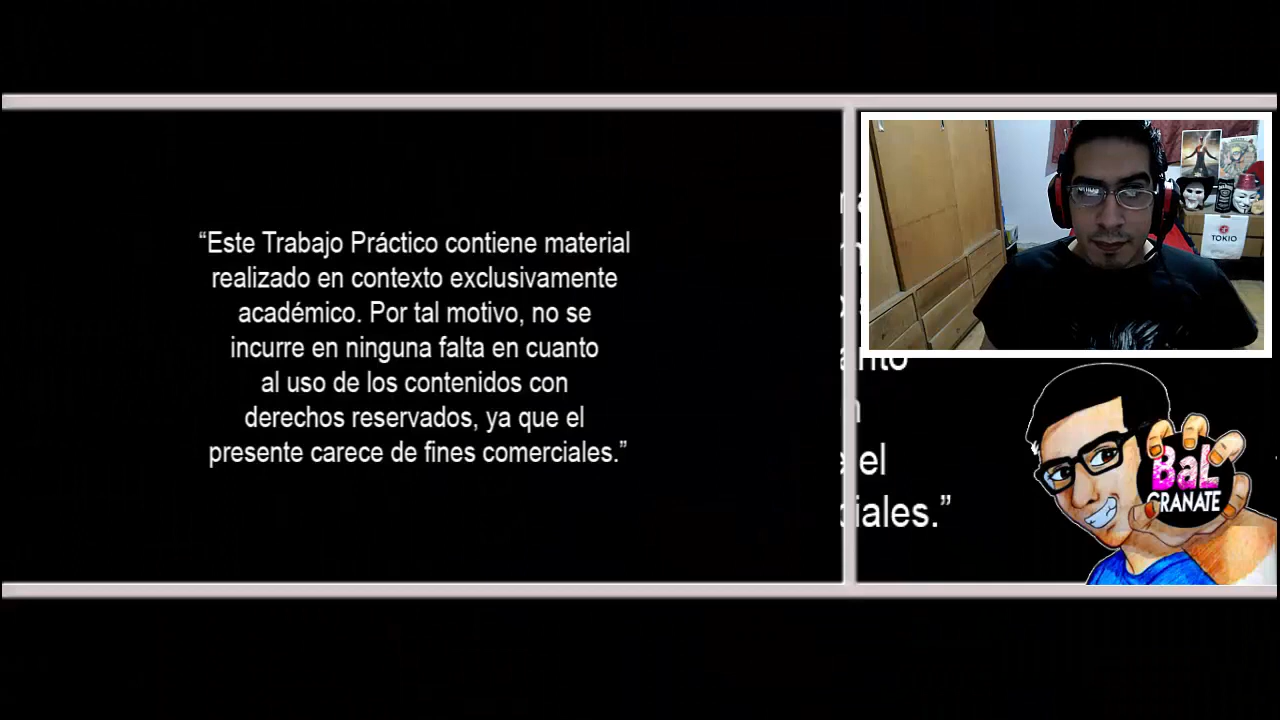 “Este Trabajo Práctico contiene material
realizado en contexto exclusivamente
académico. Por tal motivo, no se
incurre en ninguna falta en cuanto
al uso de los contenidos con
derechos reservados, ya que el
presente carece de fines comerciales.”
el
ciales.”
TOKIO
BaL
GRANATE